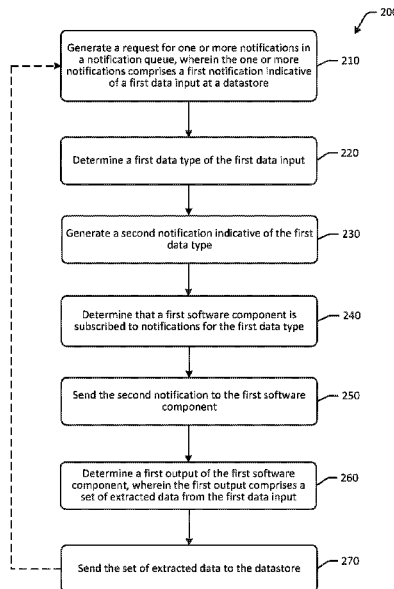 200
Generate a request for one or more notifications in
a notification queue, wherein the one or more
notifications comprises a first notification indicative
of a first data input at a datastore
210
Determine a first data type of the first data input
220
Generate a second notification indicative of the first
data type
230
Determine that a first software component is
subscribed to notifications for the first data type
240
Send the second notification to the first software
component
250
Determine a first output of the first software
component, wherein the first output comprises a
set of extracted data from the first data input
260
Send the set of extracted data to the datastore
270